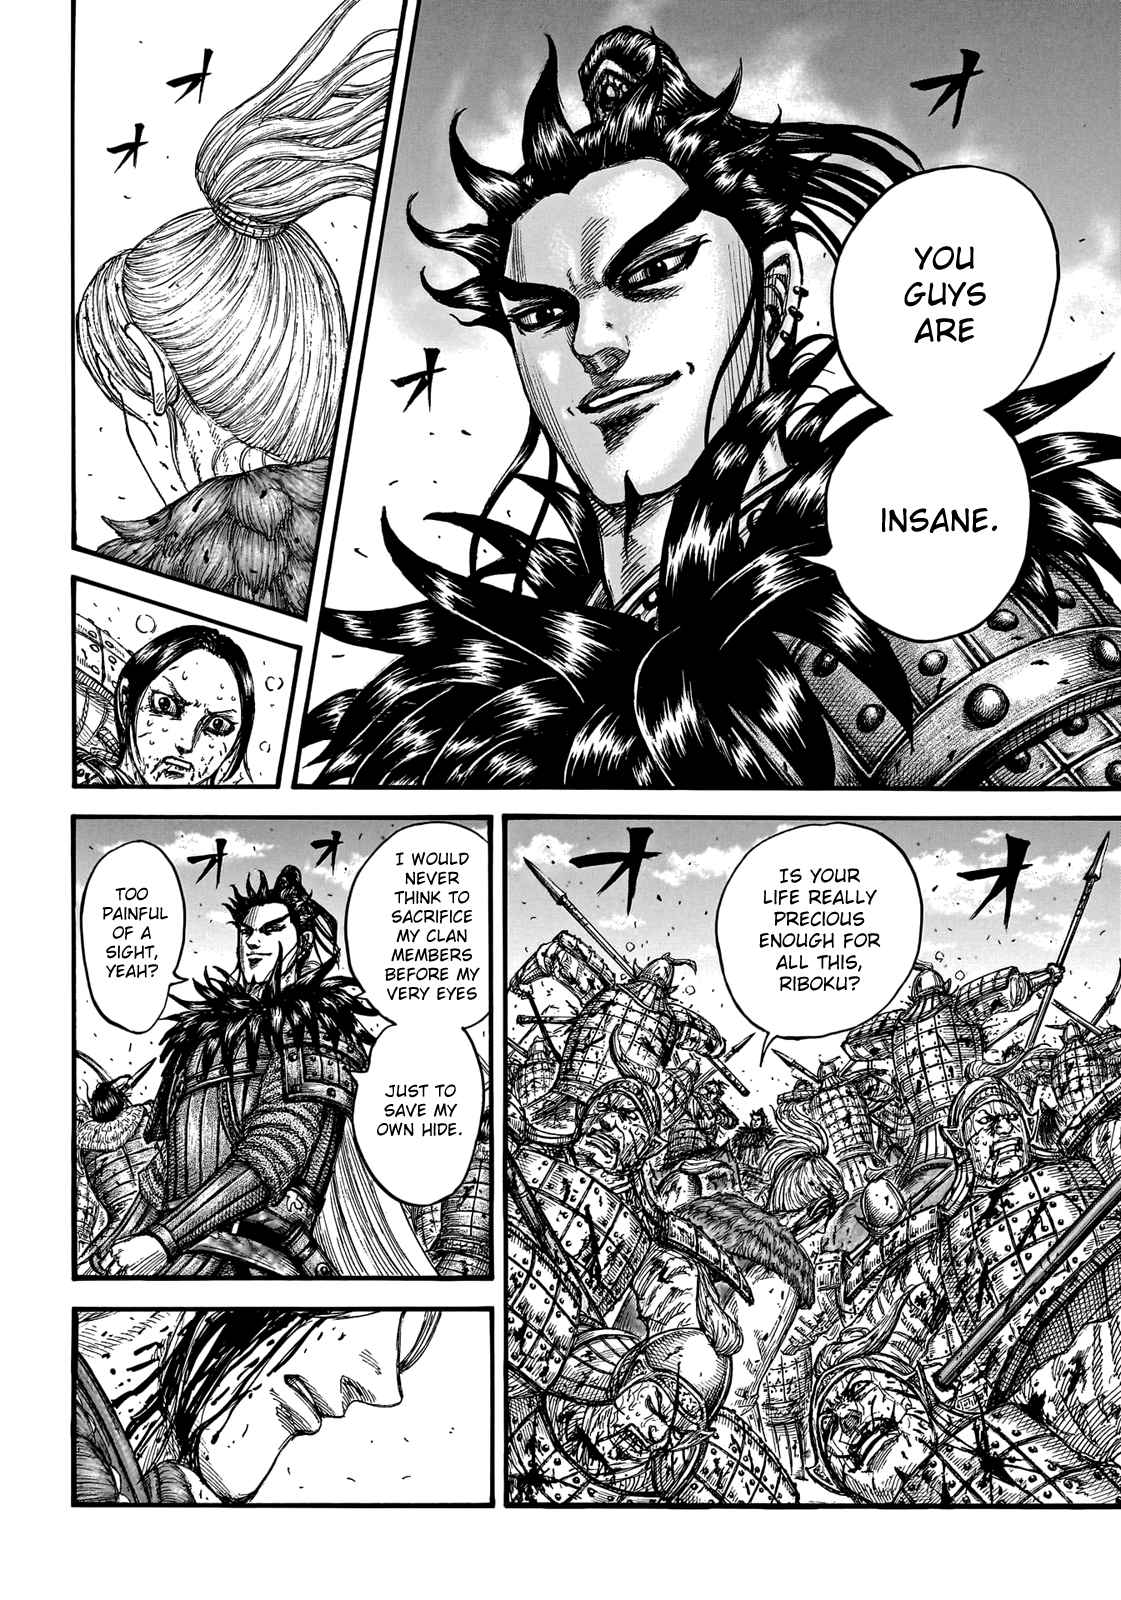 オ
YOU
GUYS
ARE
INSANE.
オ
オ
オ
オ
IS YOUR
LIFE REALLY
PRECIOUS
ENOUGH FOR
ALL THIS,
RIBOKU?
オ
オ
I WOULD
NEVER
THINK TO
SACRIFICE
MY CLAN
MEMBERS
BEFORE MY
VERY EYES
JUST TO
SAVE MY
OWN HIDE.
オ
オ
TOO
PAINFUL
OF A
SIGHT,
YEAH?